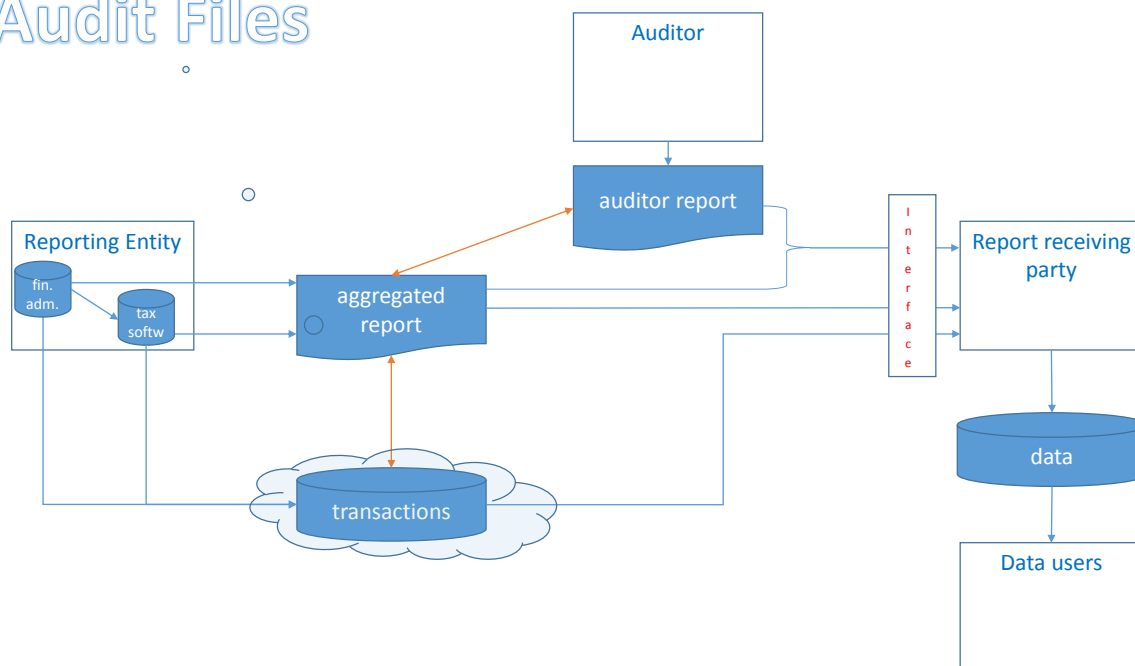 Audit Files
Auditor
auditor report
Reporting Entity
fin.
adm.
tax
softw
aggregated
report
Interface
Report receiving
party
transactions
data
Data users